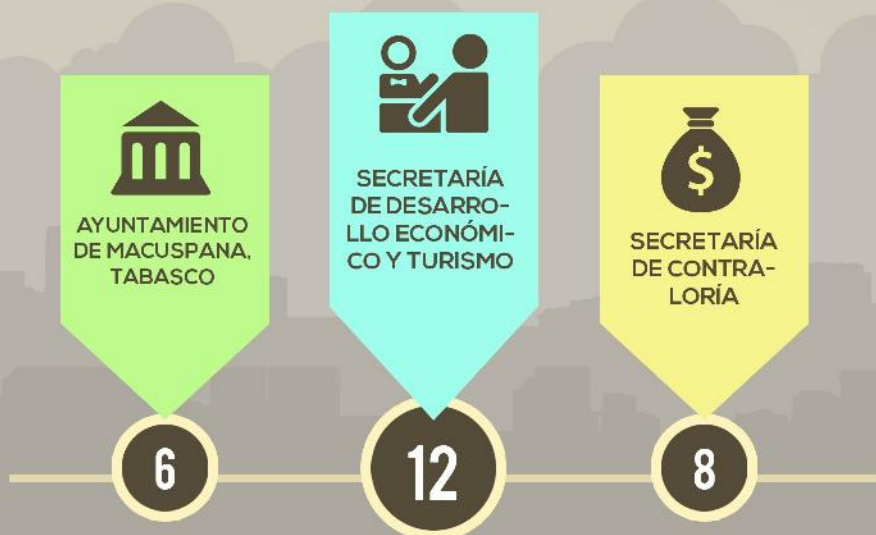 AYUNTAMIENTO
DE MACUSPANA,
TABASCO
6
SECRETARÍA
DE DESARRO-
LLO ECONÓMI-
CO Y TURISMO
12
$
SECRETARÍA
DE CONTRA-
LORÍA
8